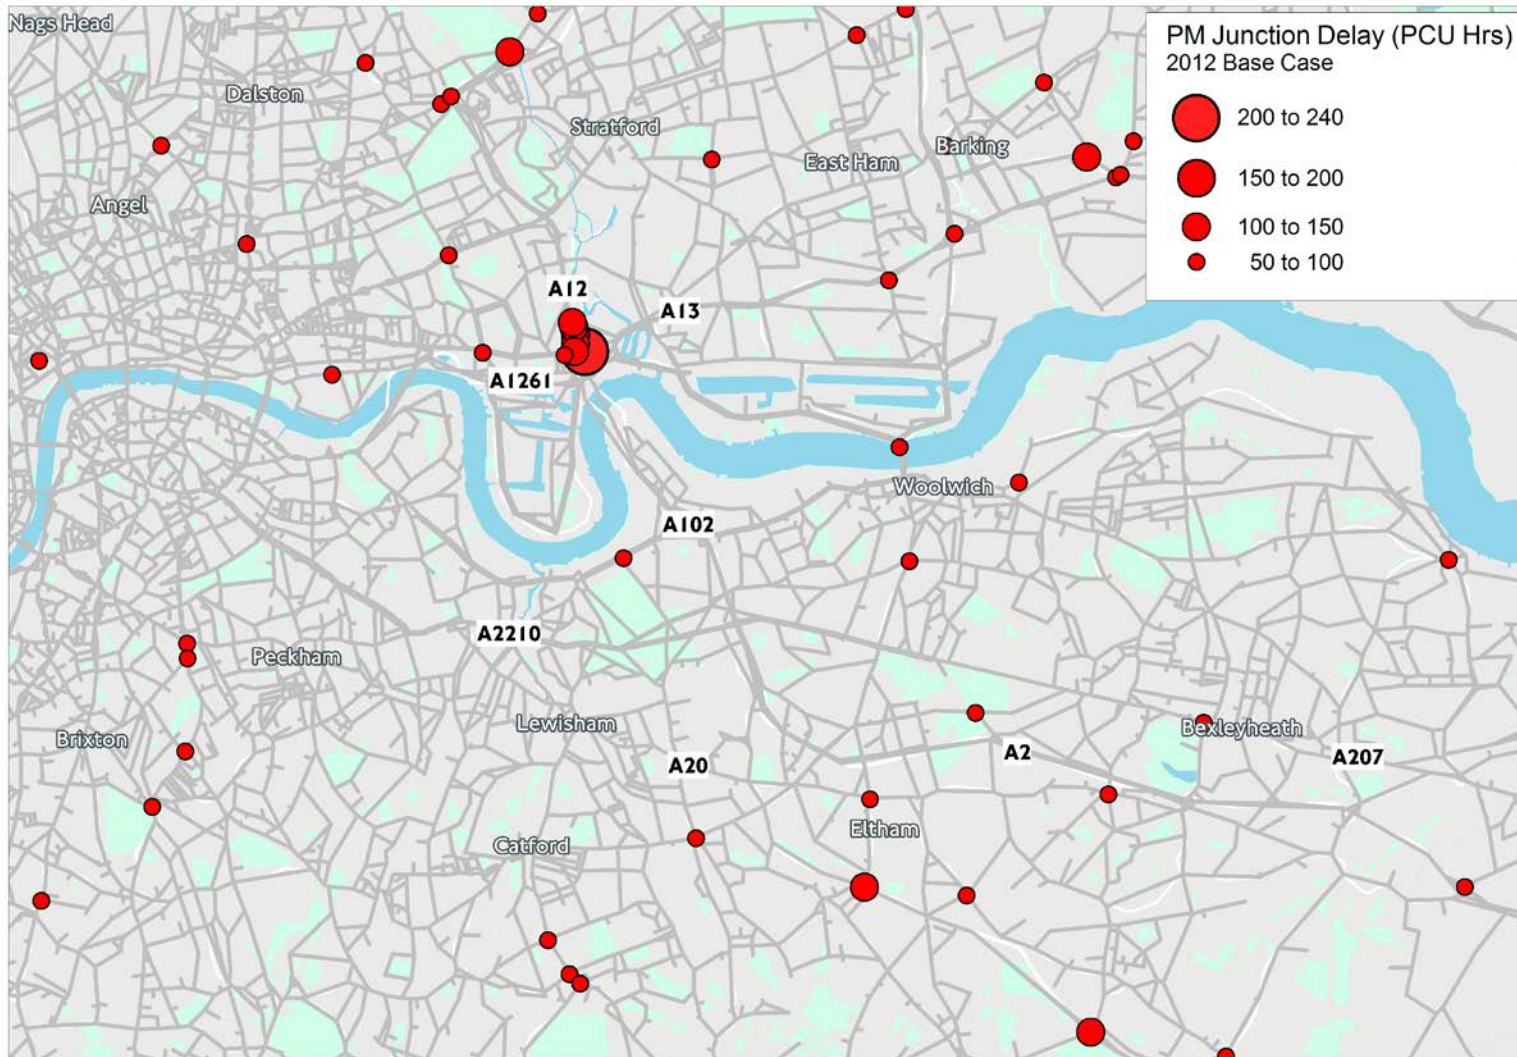 Nags Head
PM Junction Delay (PCU Hrs)
2012 Base Case
200 to 240
150 to 200
100 to 150
50 to 100
Dalston
Stratford
Barking
East Ham
Angel
A12
A13
A1261
Woolwich
A102
A2210
Peckham
Lewisham
Bexleyheath
Brixton
A20
A2
A207
Eltham
Catford